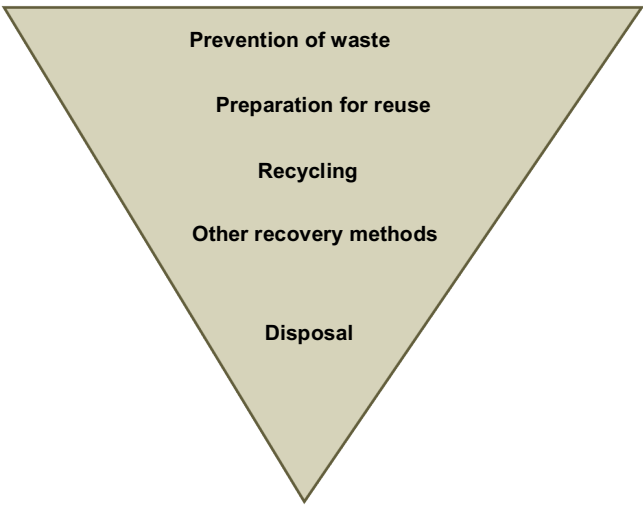 Prevention of waste
Preparation for reuse
Recycling
Other recovery methods
Disposal